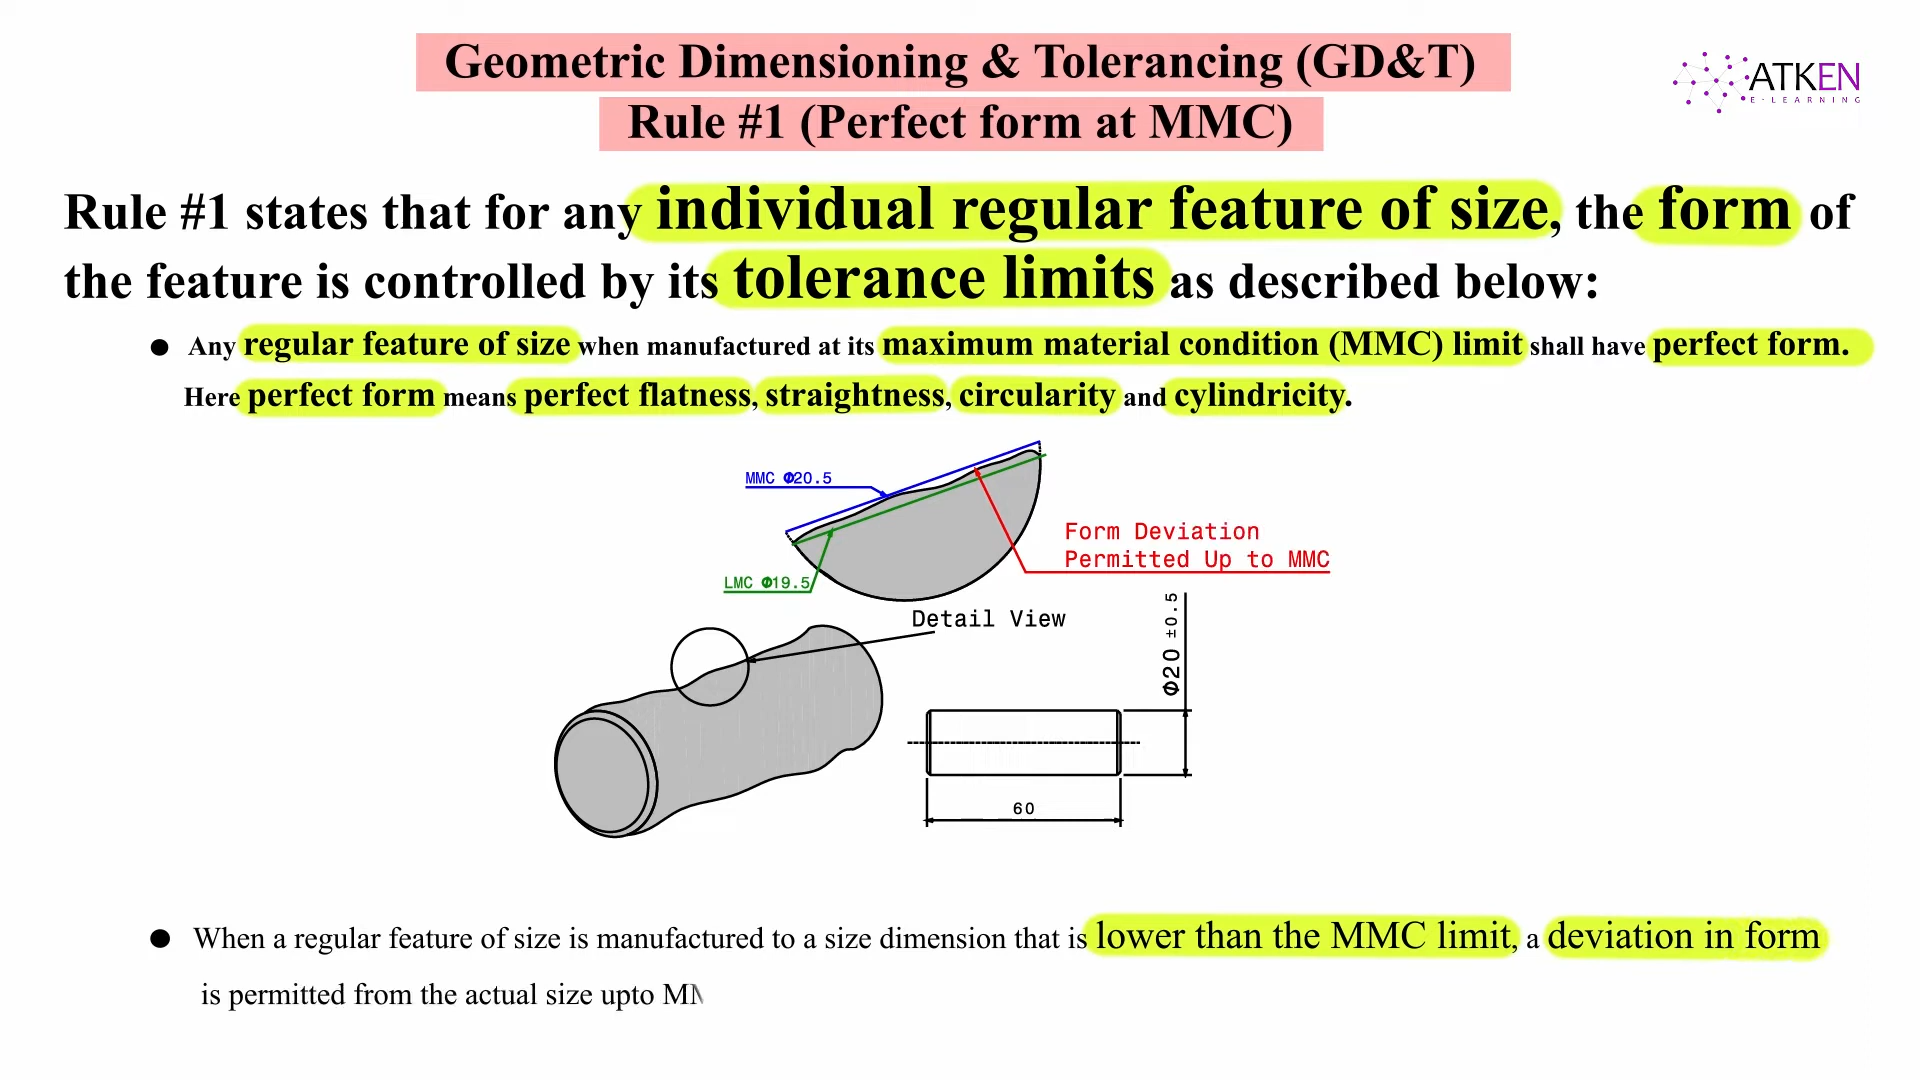 Geometric Dimensioning & Tolerancing (GD&T)
Rule #1 (Perfect form at MMC)
ATKEN
E-LEARNING
Rule #1 states that for any individual regular feature of size, the form of
the feature is controlled by its tolerance limits as described below:
● Any regular feature of size when manufactured at its maximum material condition (MMC) limit shall have perfect form.
Here perfect form means perfect flatness, straightness, circularity and cylindricity.
MMC Φ20.5
Form Deviation
Permitted Up to MMC
LMC Φ19.5
Detail View
Φ20 ±0.5
60
● When a regular feature of size is manufactured to a size dimension that is lower than the MMC limit, a deviation in form
is permitted from the actual size upto